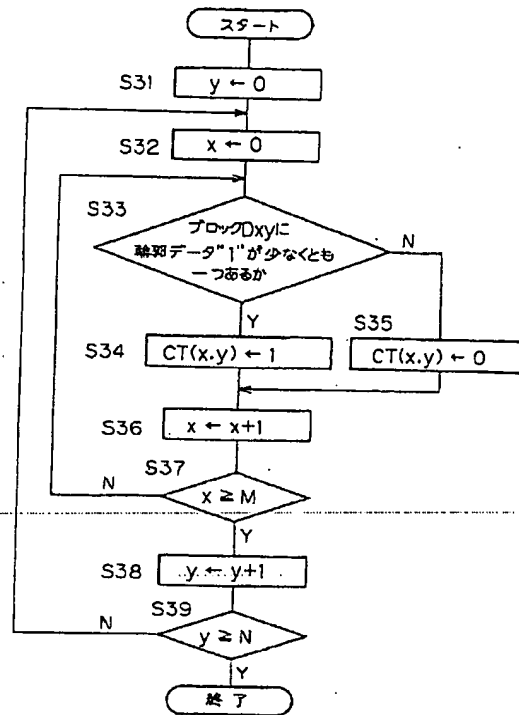 スタート
S31
y ← 0
S32
x ← 0
S33
ブロックDxyに
輪郭データ"1"が少なくとも
一つあるか
N
Y
S34
CT(x.y) ← 1
S35
CT(x.y) ← 0
S36
x ← x+1
S37
N
x ≧ M
Y
S38
y ← y+1
S39
N
y ≧ N
Y
終了